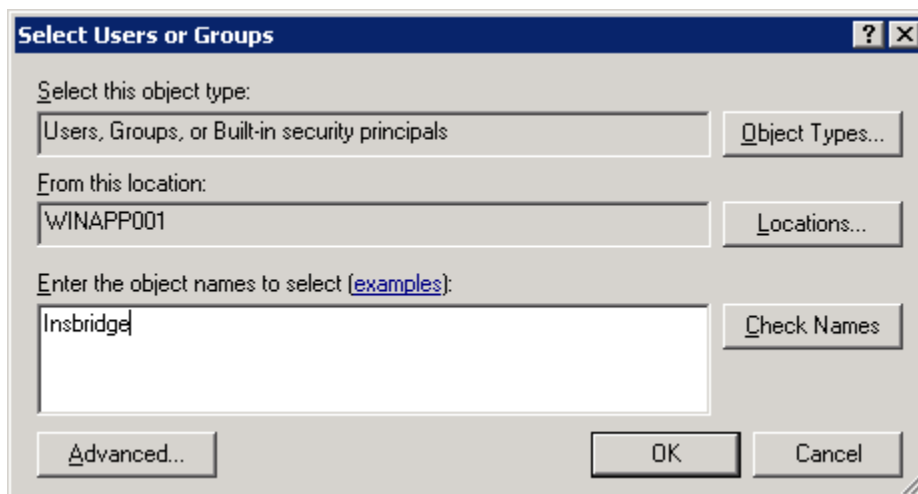 Select Users or Groups
Select this object type:
Users, Groups, or Built-in security principals
Object Types...
From this location:
WINAPP001
Locations...
Enter the object names to select (examples):
Insbridge
Check Names
Advanced...
OK
Cancel